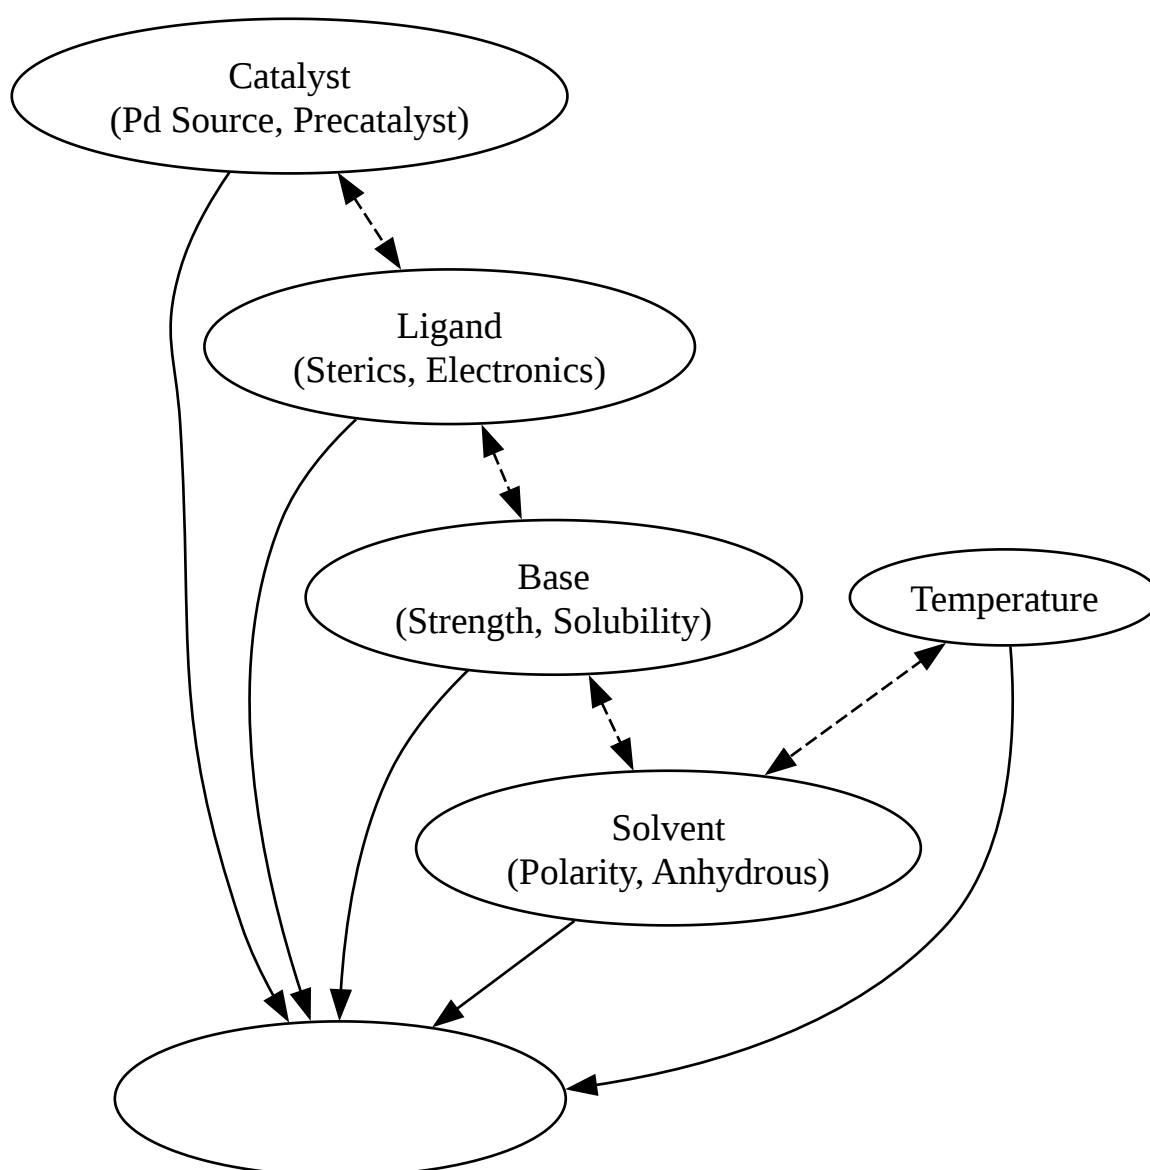 Catalyst
(Pd Source, Precatalyst)
Ligand
(Sterics, Electronics)
Base
(Strength, Solubility)
Temperature
Solvent
(Polarity, Anhydrous)